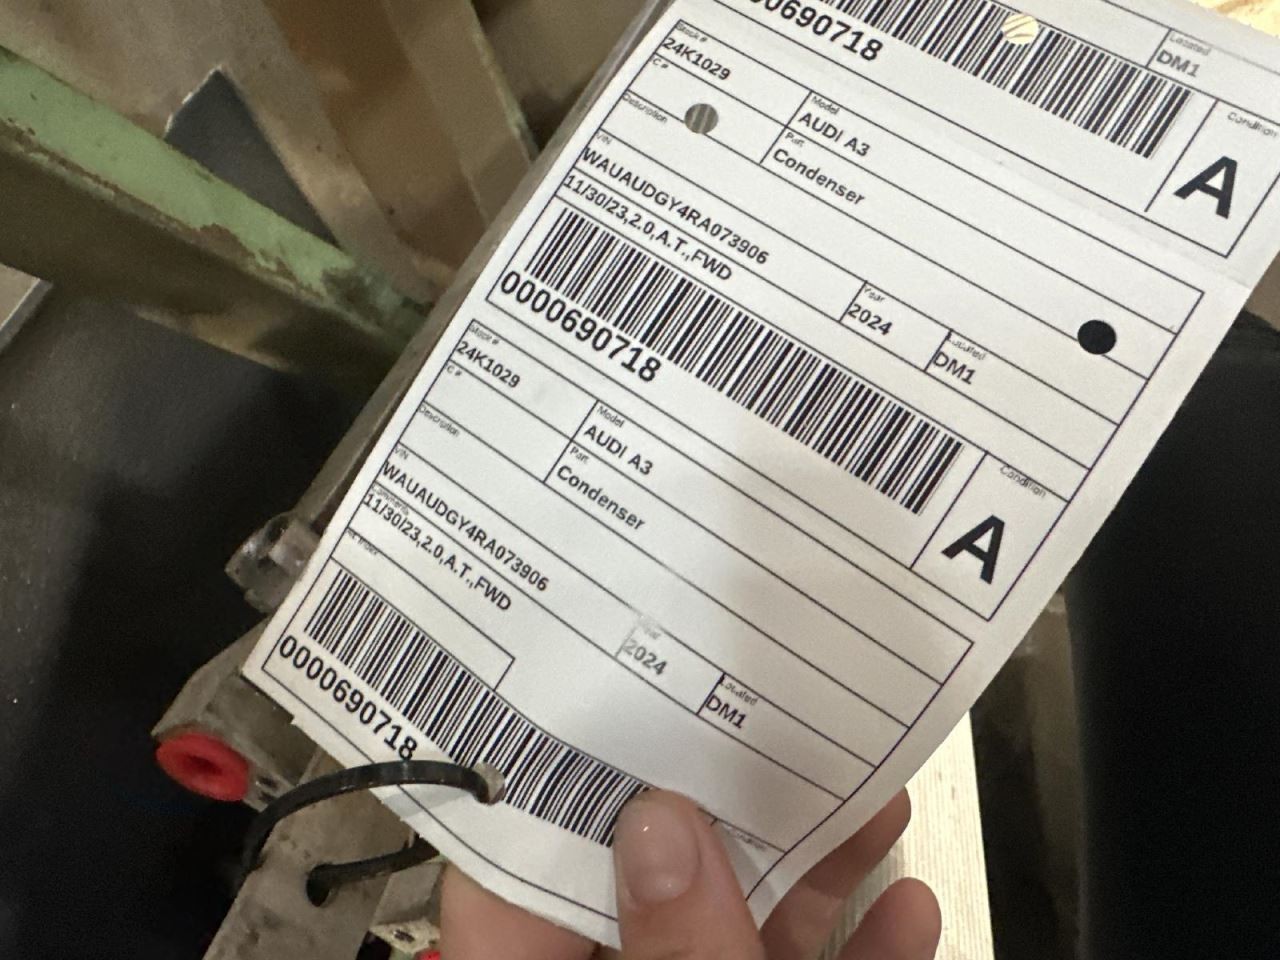 0690718
Located
DM1
Condition
A
Stock #
24K1029
C #
Model
AUDI A3
Description
Part
Condenser
VIN
WAUAUDGY4RA073906
Year
2024
Located
DM1
11/30/23,2.0,A.T.,FWD
0000690718
Condition
A
Stock #
24K1029
C #
Model
AUDI A3
Description
Part
Condenser
VIN
WAUAUDGY4RA073906
Year
2024
Located
DM1
Comments
11/30/23,2.0,A.T.,FWD
0000690718
Condition